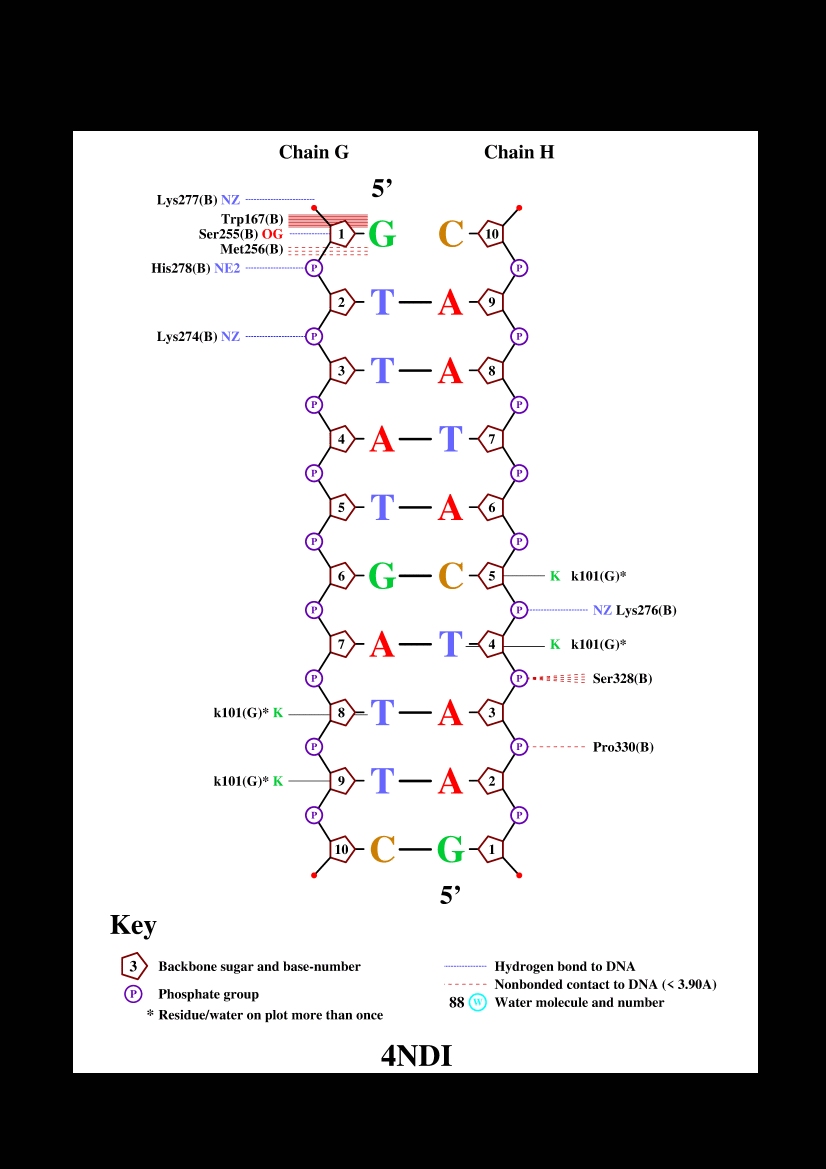 Chain G Chain H
5’
Lys277(B) NZ
Trp167(B)
1 G C 10
Ser255(B) OG
Met256(B)
His278(B) NE2 P P
2 T A 9
Lys274(B) NZ P P
3 T A 8
P P
4 A T 7
P P
5 T A 6
P P
6 G C 5 K k101(G)*
P P NZ Lys276(B)
7 A T 4 K k101(G)*
P P Ser328(B)
k101(G)* K 8 T A 3
P P Pro330(B)
k101(G)* K 9 T A 2
P P
10 C G 1
5’
Key
3 Backbone sugar and base-number
P Phosphate group
* Residue/water on plot more than once
Hydrogen bond to DNA
Nonbonded contact to DNA (< 3.90A)
88 W Water molecule and number
4NDI